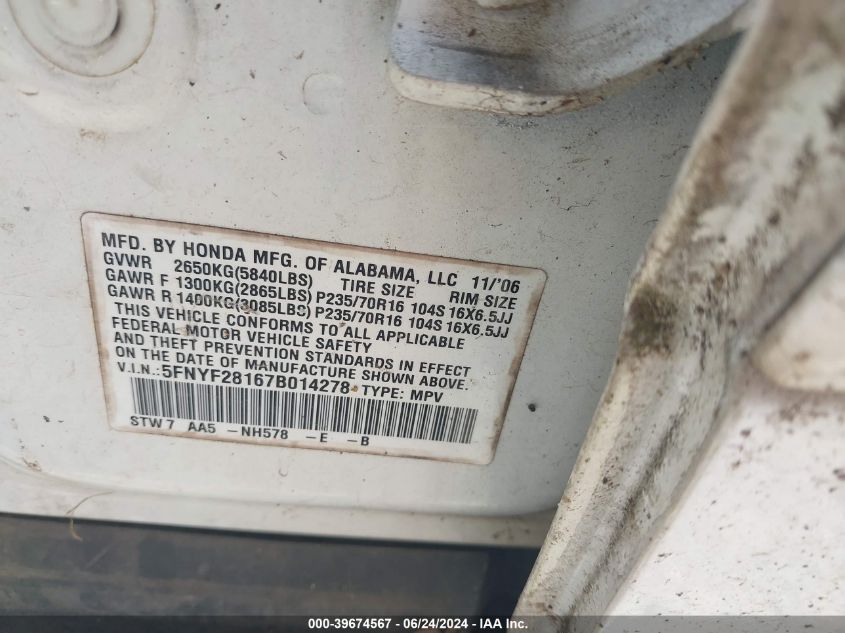 MFD. BY HONDA MFG. OF ALABAMA, LLC 11/'06
GVWR 2650KG(5840LBS) TIRE SIZE RIM SIZE
GAWR F 1300KG(2865LBS) P235/70R16 104S 16X6.5JJ
GAWR R 1400KG(3085LBS) P235/70R16 104S 16X6.5JJ
THIS VEHICLE CONFORMS TO ALL APPLICABLE
FEDERAL MOTOR VEHICLE SAFETY
AND THEFT PREVENTION STANDARDS IN EFFECT
ON THE DATE OF MANUFACTURE SHOWN ABOVE.
V.I.N.: 5FNYF28167B014278 TYPE: MPV
STW7 AA5 -NH578 -E -B
000-39674567 / 06/24/2024 / IAA Inc.